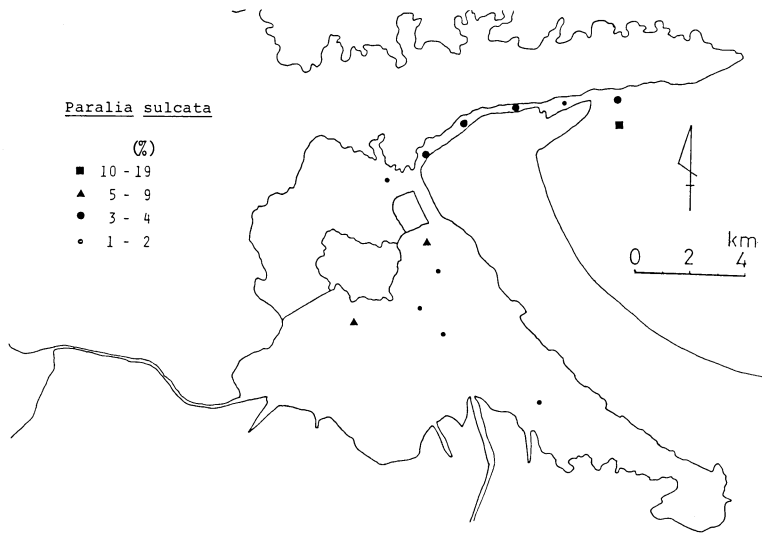 Paralia sulcata
(%)
■ 10 - 19
▲ 5 - 9
● 3 - 4
• 1 - 2
km
0 2 4